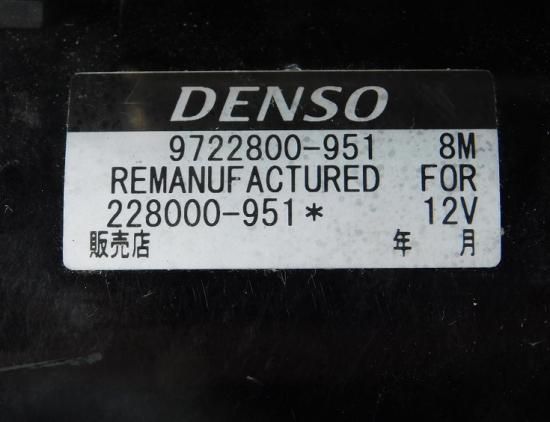 DENSO
9722800-951 8M
REMANUFACTURED FOR
228000-951* 12V
販売店 年 月